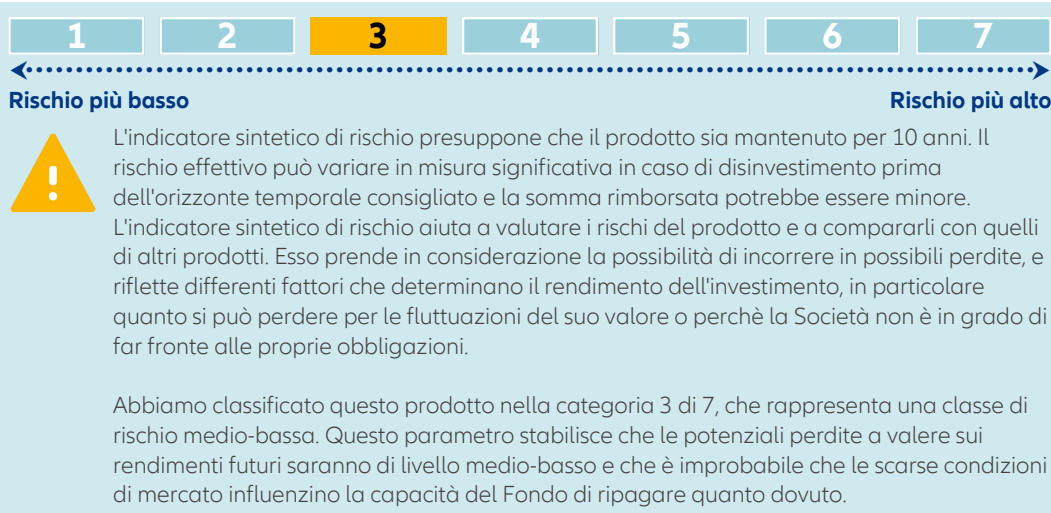 1 2 3 4 5 6 7
Rischio più basso Rischio più alto
L'indicatore sintetico di rischio presuppone che il prodotto sia mantenuto per 10 anni. Il
rischio effettivo può variare in misura significativa in caso di disinvestimento prima
dell'orizzonte temporale consigliato e la somma rimborsata potrebbe essere minore.
L'indicatore sintetico di rischio aiuta a valutare i rischi del prodotto e a compararli con quelli
di altri prodotti. Esso prende in considerazione la possibilità di incorrere in possibili perdite, e
riflette differenti fattori che determinano il rendimento dell'investimento, in particolare
quanto si può perdere per le fluttuazioni del suo valore o perchè la Società non è in grado di
far fronte alle proprie obbligazioni.
Abbiamo classificato questo prodotto nella categoria 3 di 7, che rappresenta una classe di
rischio medio-bassa. Questo parametro stabilisce che le potenziali perdite a valere sui
rendimenti futuri saranno di livello medio-basso e che è improbabile che le scarse condizioni
di mercato influenzino la capacità del Fondo di ripagare quanto dovuto.